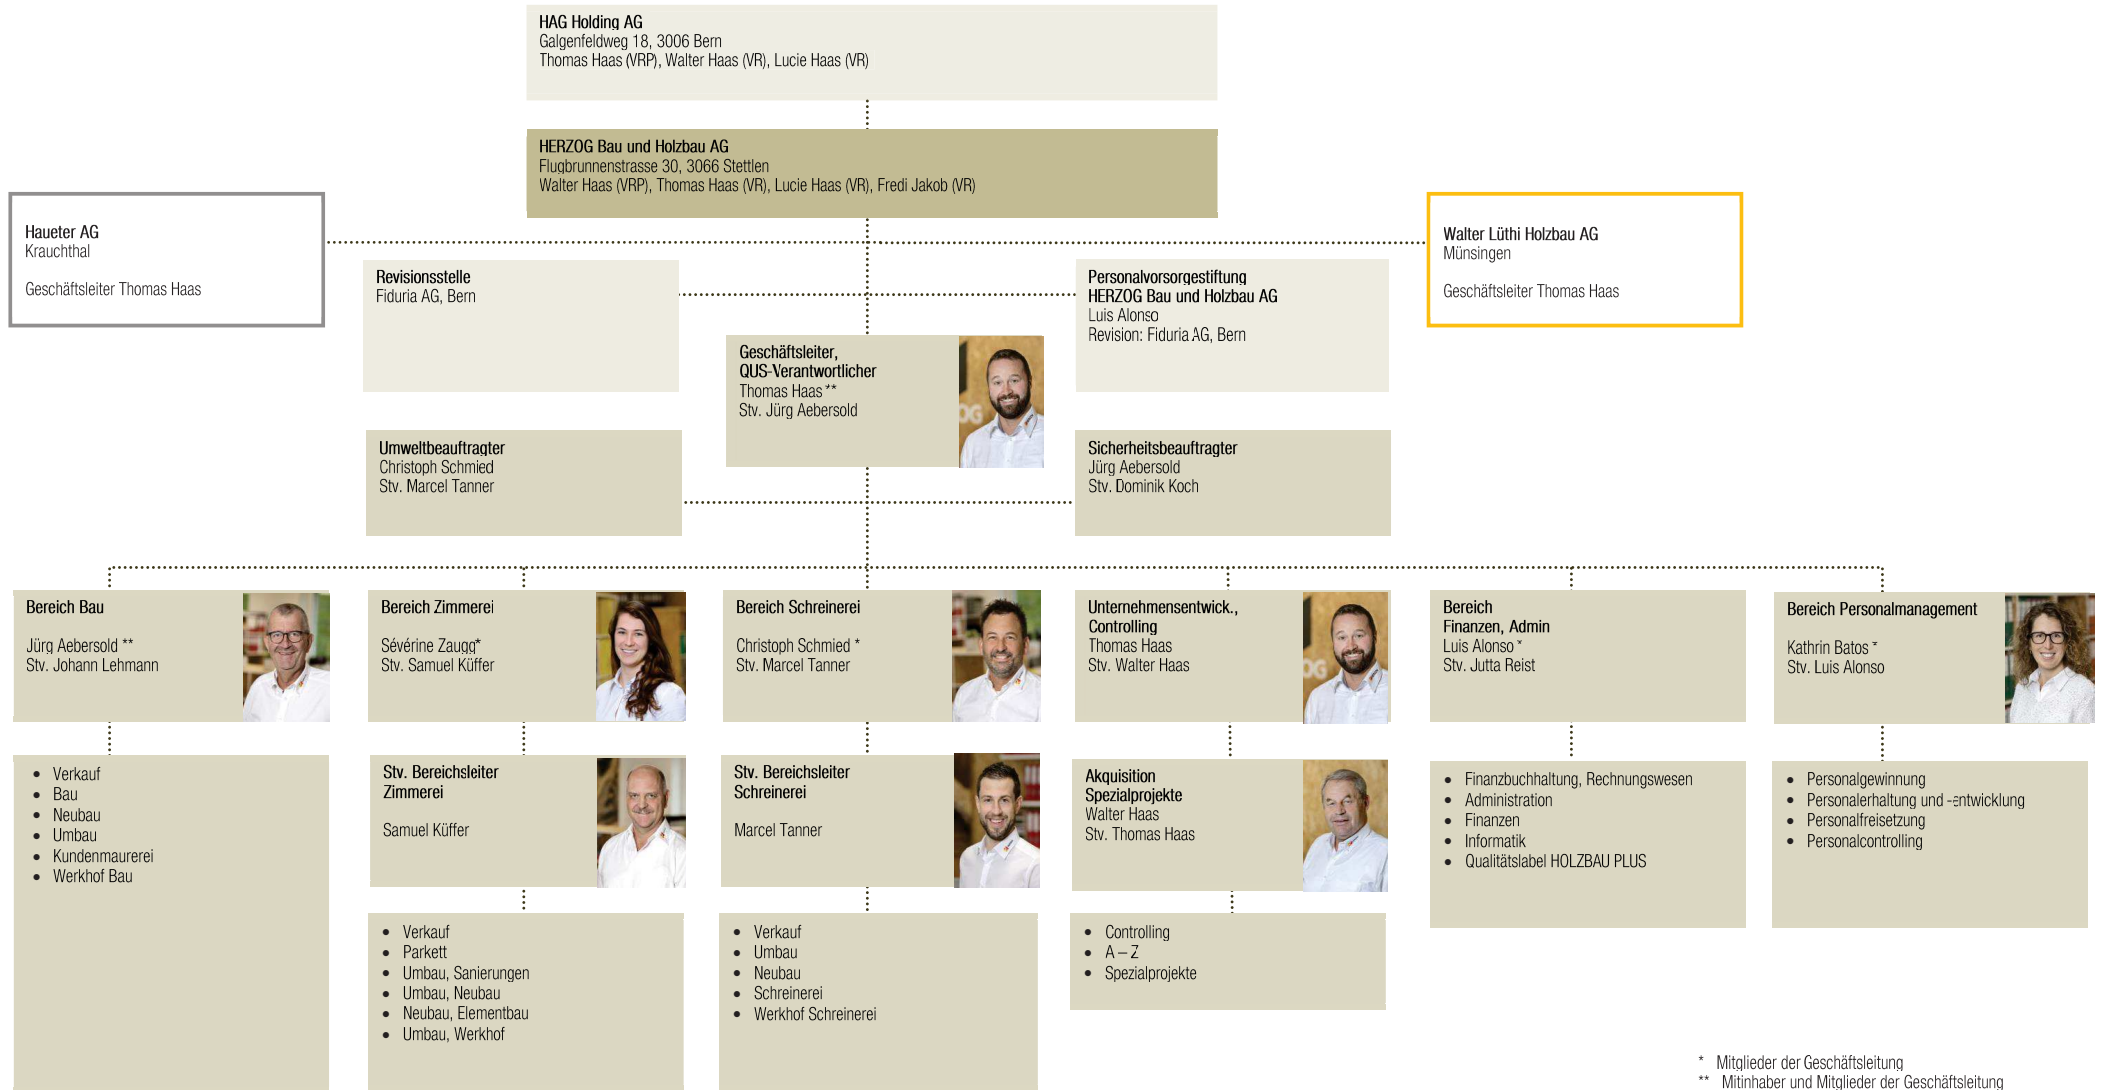 HAG Holding AG
Galgenfeldweg 18, 3006 Bern
Thomas Haas (VRP), Walter Haas (VR), Lucie Haas (VR)
HERZOG Bau und Holzbau AG
Flugbrunnenstrasse 30, 3066 Stettlen
Walter Haas (VRP), Thomas Haas (VR), Lucie Haas (VR), Fredi Jakob (VR)
Haueter AG
Krauchthal
Geschäftsleiter Thomas Haas
Walter Lüthi Holzbau AG
Münsingen
Geschäftsleiter Thomas Haas
Revisionsstelle
Fiduria AG, Bern
Personalvorsorgestiftung
HERZOG Bau und Holzbau AG
Luis Alonso
Revision: Fiduria AG, Bern
Geschäftsleiter,
QUS-Verantwortlicher
Thomas Haas **
Stv. Jürg Aebersold
Umweltbeauftragter
Christoph Schmied
Stv. Marcel Tanner
Sicherheitsbeauftragter
Jürg Aebersold
Stv. Dominik Koch
Bereich Bau
Jürg Aebersold **
Stv. Johann Lehmann
Bereich Zimmerei
Sévérine Zaugg*
Stv. Samuel Küffer
Bereich Schreinerei
Christoph Schmied *
Stv. Marcel Tanner
Unternehmensentwick.,
Controlling
Thomas Haas
Stv. Walter Haas
Bereich
Finanzen, Admin
Luis Alonso *
Stv. Jutta Reist
Bereich Personalmanagement
Kathrin Batos *
Stv. Luis Alonso
• Verkauf
• Bau
• Neubau
• Umbau
• Kundenmaurerei
• Werkhof Bau
Stv. Bereichsleiter
Zimmerei
Samuel Küffer
Stv. Bereichsleiter
Schreinerei
Marcel Tanner
Akquisition
Spezialprojekte
Walter Haas
Stv. Thomas Haas
• Finanzbuchhaltung, Rechnungswesen
• Administration
• Finanzen
• Informatik
• Qualitätslabel HOLZBAU PLUS
• Personalgewinnung
• Personalerhaltung und -entwicklung
• Personalfreisetzung
• Personalcontrolling
• Verkauf
• Parkett
• Umbau, Sanierungen
• Umbau, Neubau
• Neubau, Elementbau
• Umbau, Werkhof
• Verkauf
• Umbau
• Neubau
• Schreinerei
• Werkhof Schreinerei
• Controlling
• A – Z
• Spezialprojekte
* Mitglieder der Geschäftsleitung
** Mitinhaber und Mitglieder der Geschäftsleitung